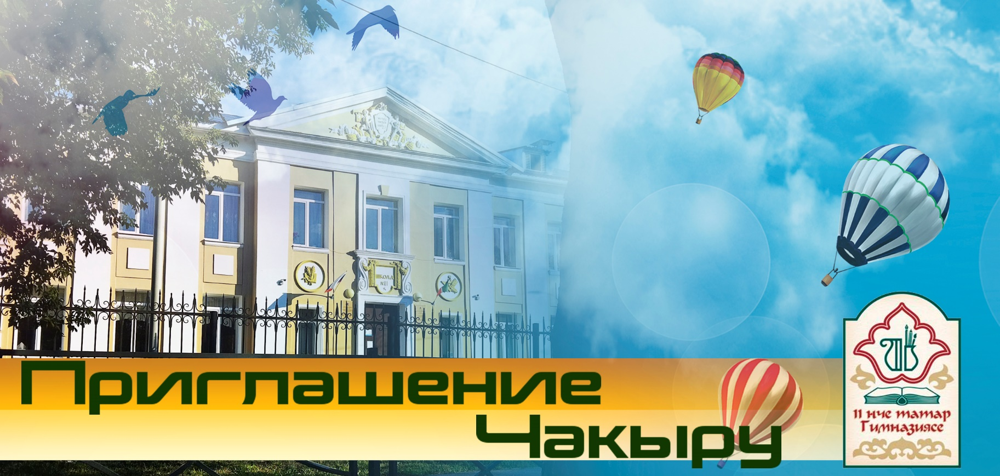 ШКОЛА
№11
Приглашение
Чакыру
11 нче татар
Гимназиясе